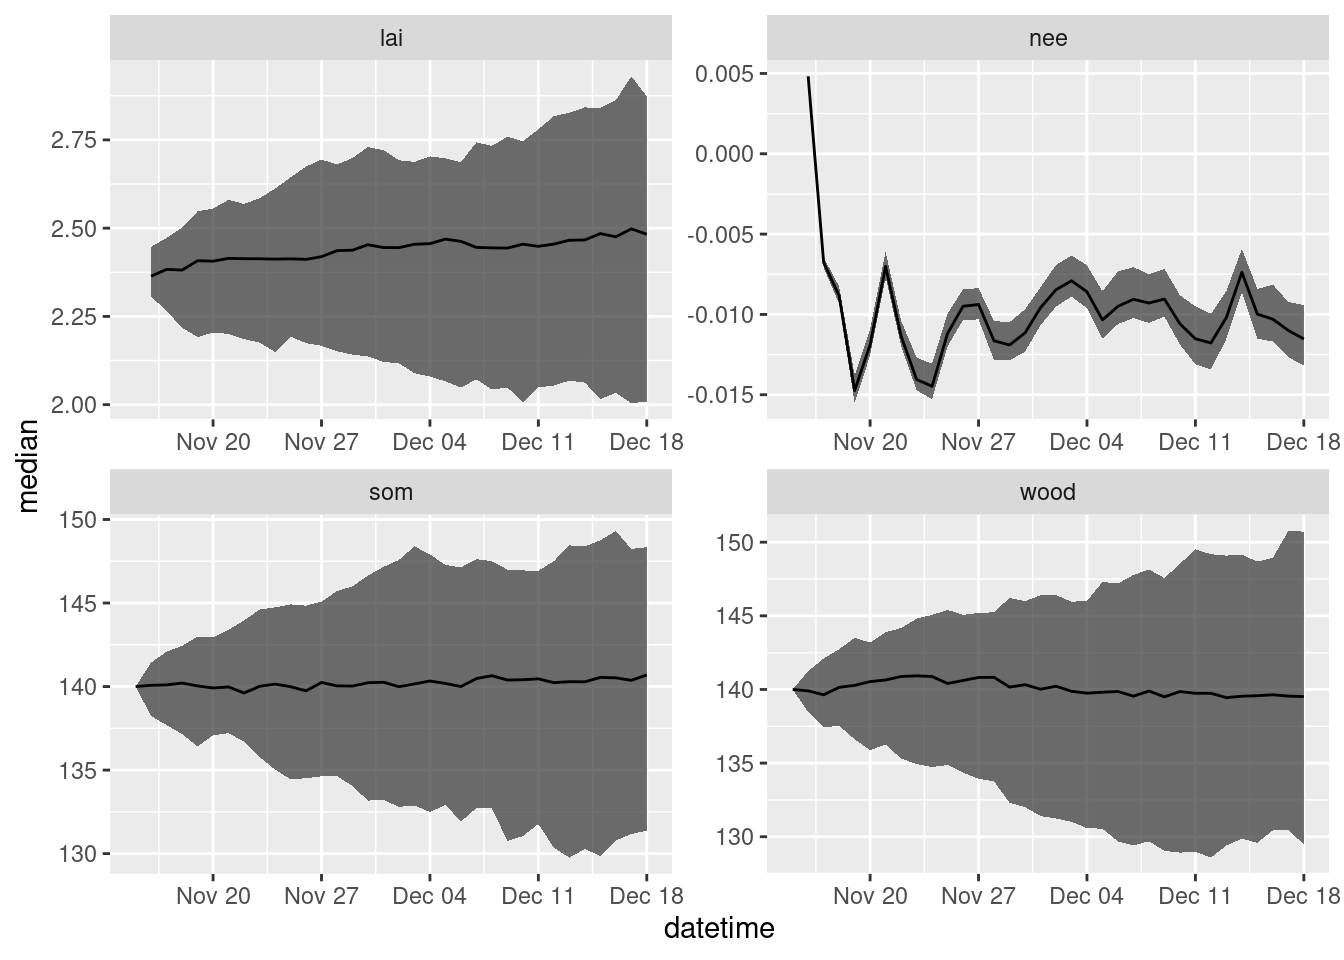 lai
nee
2.75
2.50
2.25
2.00
0.005
0.000
-0.005
-0.010
-0.015
Nov 20 Nov 27 Dec 04 Dec 11 Dec 18
Nov 20 Nov 27 Dec 04 Dec 11 Dec 18
median
som
wood
150
145
140
135
130
150
145
140
135
130
Nov 20 Nov 27 Dec 04 Dec 11 Dec 18
Nov 20 Nov 27 Dec 04 Dec 11 Dec 18
datetime